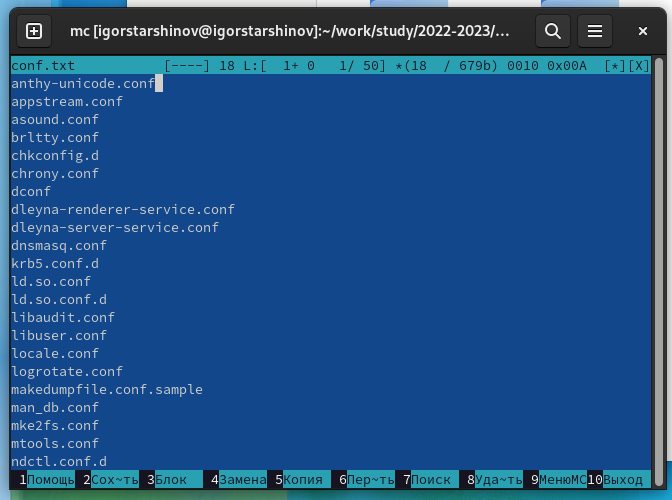 mc [igorstarshinov@igorstarshinov]:~/work/study/2022-2023/...
conf.txt [----] 18 L:[ 1+ 0 1/ 50] *(18 / 679b) 0010 0x00A [*][X]
anthy-unicode.conf
appstream.conf
asound.conf
brltty.conf
chkconfig.d
chrony.conf
dconf
dleyna-renderer-service.conf
dleyna-server-service.conf
dnsmasq.conf
krb5.conf.d
ld.so.conf
ld.so.conf.d
libaudit.conf
libuser.conf
locale.conf
logrotate.conf
makedumpfile.conf.sample
man_db.conf
mke2fs.conf
mtools.conf
ndctl.conf.d
1Помощь 2Сох~ть 3Блок 4Замена 5Копия 6Пер~ть 7Поиск 8Уда~ть 9МенюMC 10Выход